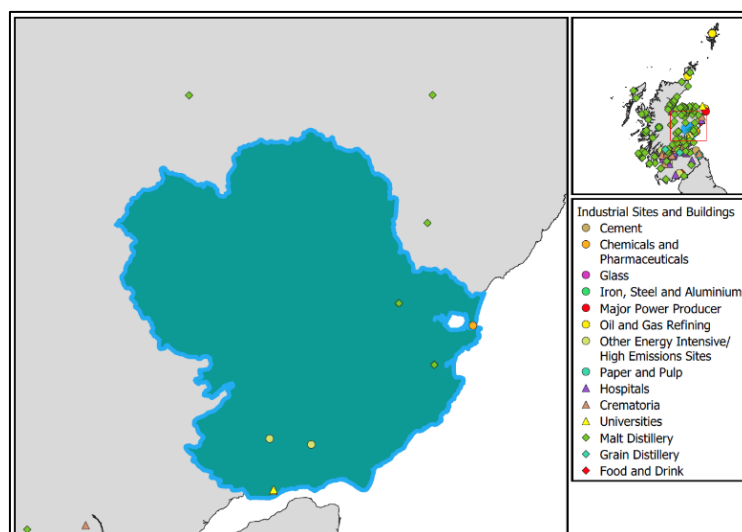 Industrial Sites and Buildings
Cement
Chemicals and
Pharmaceuticals
Glass
Iron, Steel and Aluminium
Major Power Producer
Oil and Gas Refining
Other Energy Intensive/
High Emissions Sites
Paper and Pulp
Hospitals
Crematoria
Universities
Malt Distillery
Grain Distillery
Food and Drink